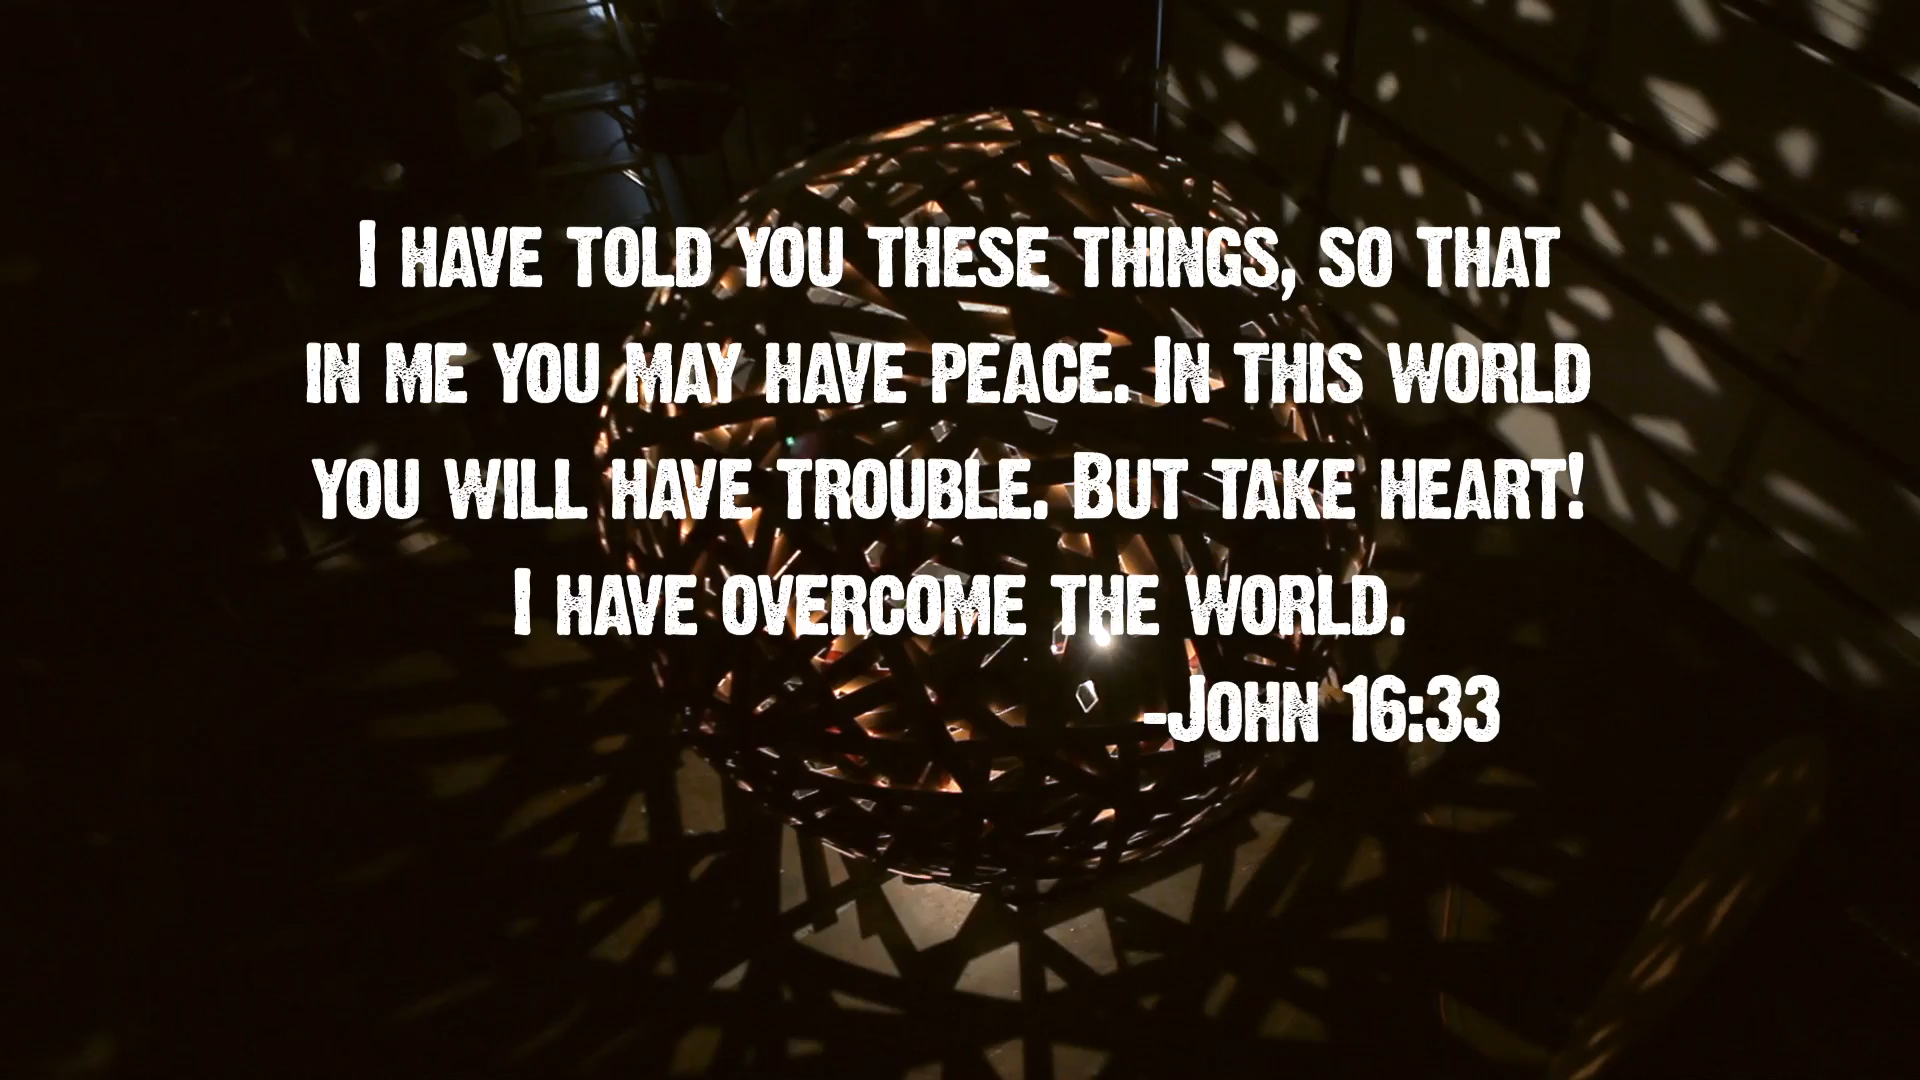 I have told you these things, so that
in me you may have peace. In this world
you will have trouble. But take heart!
I have overcome the world.
-John 16:33